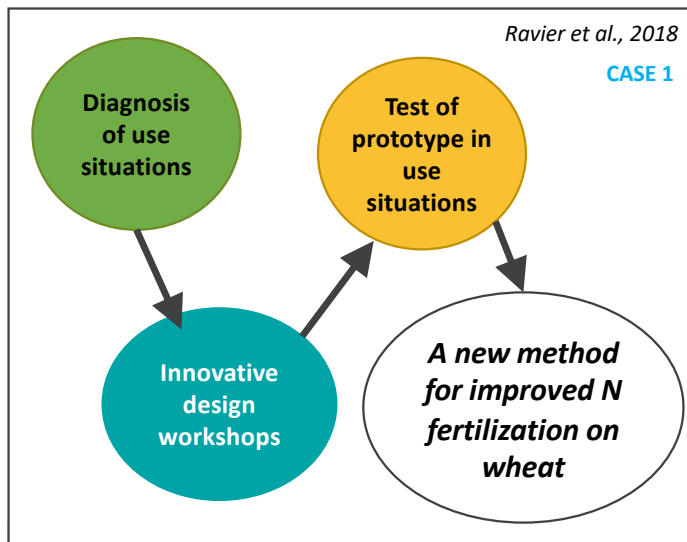 Ravier et al., 2018
CASE 1
Diagnosis
of use
situations
Test of
prototype in
use
situations
Innovative
design
workshops
A new method
for improved N
fertilization on
wheat